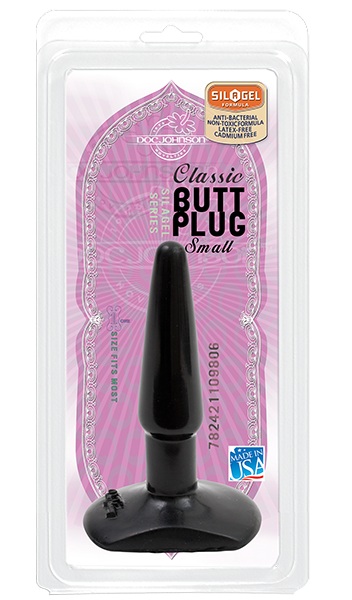 SILAGEL
FORMULA
ANTI-BACTERIAL
NON-TOXIC FORMULA
LATEX-FREE
CADMIUM FREE
DOC JOHNSON
SILAGEL
SERIES
Classic
BUTT
PLUG
Small
SIZE FITS MOST
782421109806
MADE IN
USA